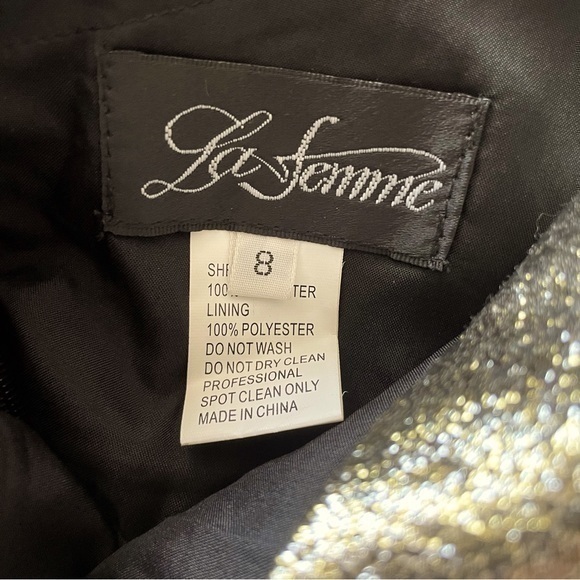 La Femme
8
LINING
100% POLYESTER
DO NOT WASH
DO NOT DRY CLEAN
PROFESSIONAL
SPOT CLEAN ONLY
MADE IN CHINA